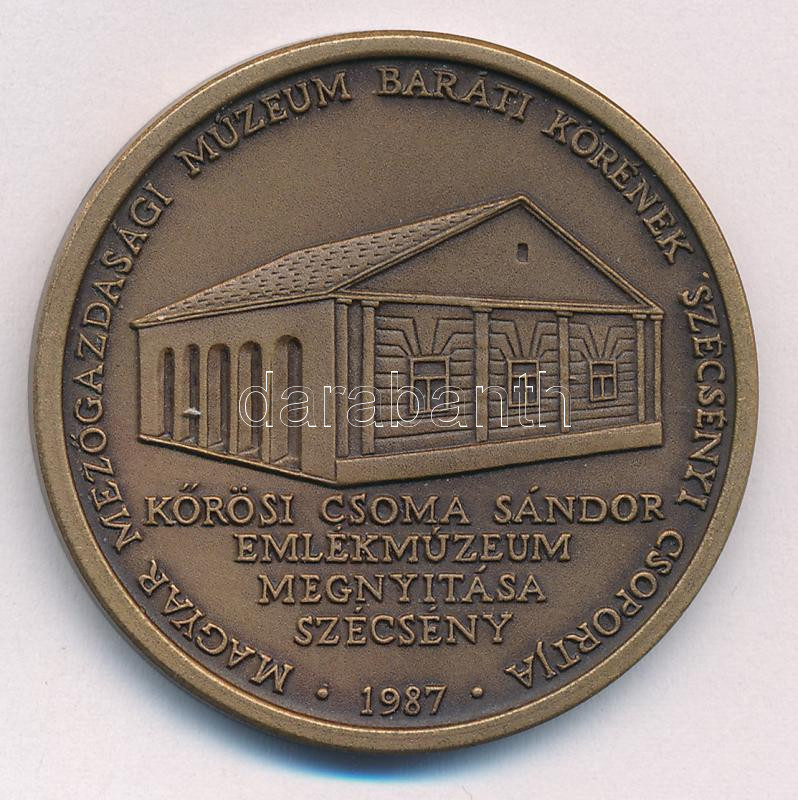 MAGYAR MEZŐGAZDASÁGI MÚZEUM BARÁTI KÖRÉNEK SZÉCSÉNYI CSOPORTJA
darabanth
KŐRÖSI CSOMA SÁNDOR
EMLÉKMÚZEUM
MEGNYITÁSA
SZÉCSÉNY
· 1987 ·